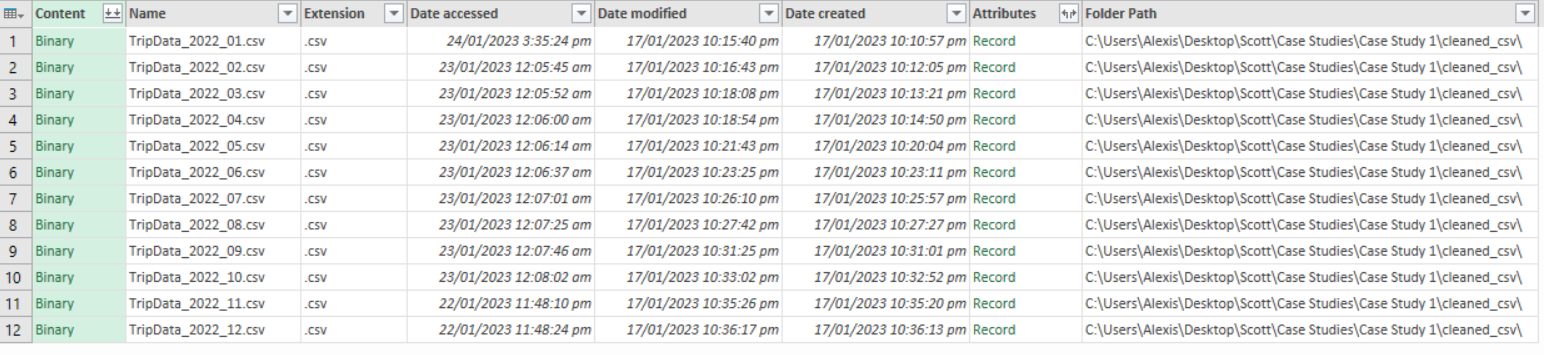 Content Name Extension Date accessed Date modified Date created Attributes Folder Path
1 Binary TripData_2022_01.csv .csv 24/01/2023 3:35:24 pm 17/01/2023 10:15:40 pm 17/01/2023 10:10:57 pm Record C:\Users\Alexis\Desktop\Scott\Case Studies\Case Study 1\cleaned_csv\
2 Binary TripData_2022_02.csv .csv 23/01/2023 12:05:45 am 17/01/2023 10:16:43 pm 17/01/2023 10:12:05 pm Record C:\Users\Alexis\Desktop\Scott\Case Studies\Case Study 1\cleaned_csv\
3 Binary TripData_2022_03.csv .csv 23/01/2023 12:05:52 am 17/01/2023 10:18:08 pm 17/01/2023 10:13:21 pm Record C:\Users\Alexis\Desktop\Scott\Case Studies\Case Study 1\cleaned_csv\
4 Binary TripData_2022_04.csv .csv 23/01/2023 12:06:00 am 17/01/2023 10:18:54 pm 17/01/2023 10:14:50 pm Record C:\Users\Alexis\Desktop\Scott\Case Studies\Case Study 1\cleaned_csv\
5 Binary TripData_2022_05.csv .csv 23/01/2023 12:06:14 am 17/01/2023 10:21:43 pm 17/01/2023 10:20:04 pm Record C:\Users\Alexis\Desktop\Scott\Case Studies\Case Study 1\cleaned_csv\
6 Binary TripData_2022_06.csv .csv 23/01/2023 12:06:37 am 17/01/2023 10:23:25 pm 17/01/2023 10:23:11 pm Record C:\Users\Alexis\Desktop\Scott\Case Studies\Case Study 1\cleaned_csv\
7 Binary TripData_2022_07.csv .csv 23/01/2023 12:07:01 am 17/01/2023 10:26:10 pm 17/01/2023 10:25:57 pm Record C:\Users\Alexis\Desktop\Scott\Case Studies\Case Study 1\cleaned_csv\
8 Binary TripData_2022_08.csv .csv 23/01/2023 12:07:25 am 17/01/2023 10:27:42 pm 17/01/2023 10:27:27 pm Record C:\Users\Alexis\Desktop\Scott\Case Studies\Case Study 1\cleaned_csv\
9 Binary TripData_2022_09.csv .csv 23/01/2023 12:07:46 am 17/01/2023 10:31:25 pm 17/01/2023 10:31:01 pm Record C:\Users\Alexis\Desktop\Scott\Case Studies\Case Study 1\cleaned_csv\
10 Binary TripData_2022_10.csv .csv 23/01/2023 12:08:02 am 17/01/2023 10:33:02 pm 17/01/2023 10:32:52 pm Record C:\Users\Alexis\Desktop\Scott\Case Studies\Case Study 1\cleaned_csv\
11 Binary TripData_2022_11.csv .csv 22/01/2023 11:48:10 pm 17/01/2023 10:35:26 pm 17/01/2023 10:35:20 pm Record C:\Users\Alexis\Desktop\Scott\Case Studies\Case Study 1\cleaned_csv\
12 Binary TripData_2022_12.csv .csv 22/01/2023 11:48:24 pm 17/01/2023 10:36:17 pm 17/01/2023 10:36:13 pm Record C:\Users\Alexis\Desktop\Scott\Case Studies\Case Study 1\cleaned_csv\